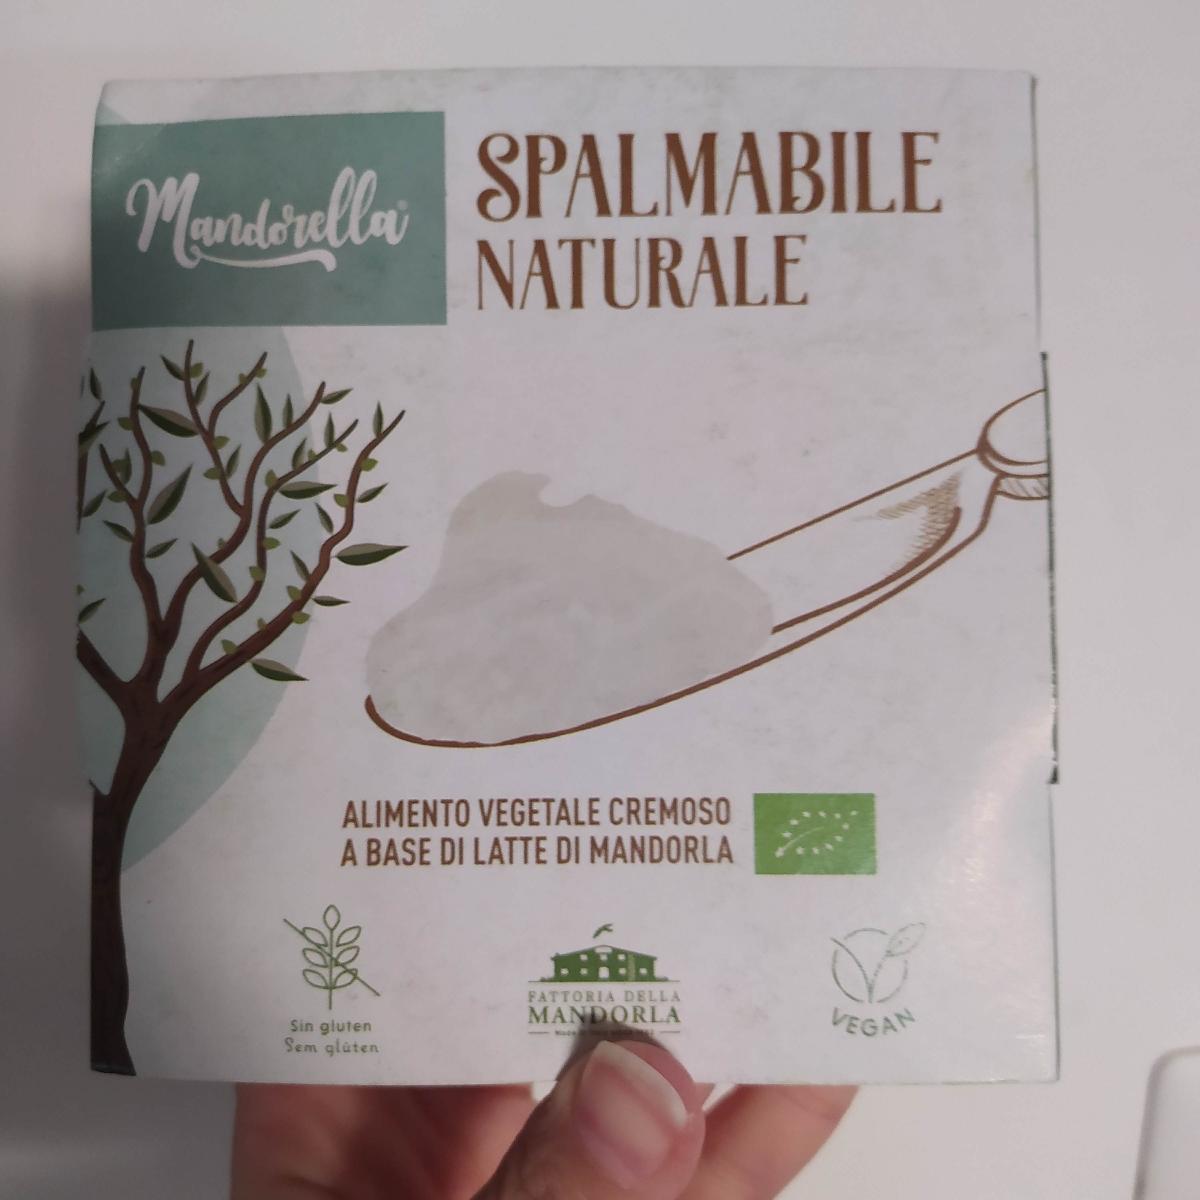 Mandorella®
SPALMABILE
NATURALE
ALIMENTO VEGETALE CREMOSO
A BASE DI LATTE DI MANDORLA
Sin gluten
Sem glúten
FATTORIA DELLA
MANDORLA
VEGAN